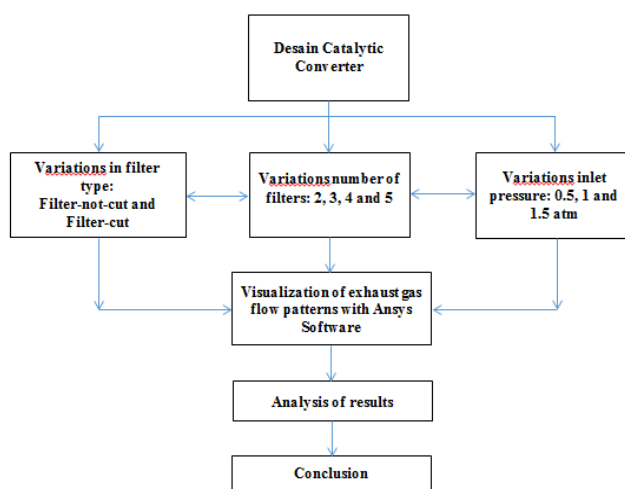 Desain Catalytic
Converter
Variations in filter
type:
Filter-not-cut and
Filter-cut
Variations number of
filters: 2, 3, 4 and 5
Variations inlet
pressure: 0.5, 1 and
1.5 atm
Visualization of exhaust gas
flow patterns with Ansys
Software
Analysis of results
Conclusion